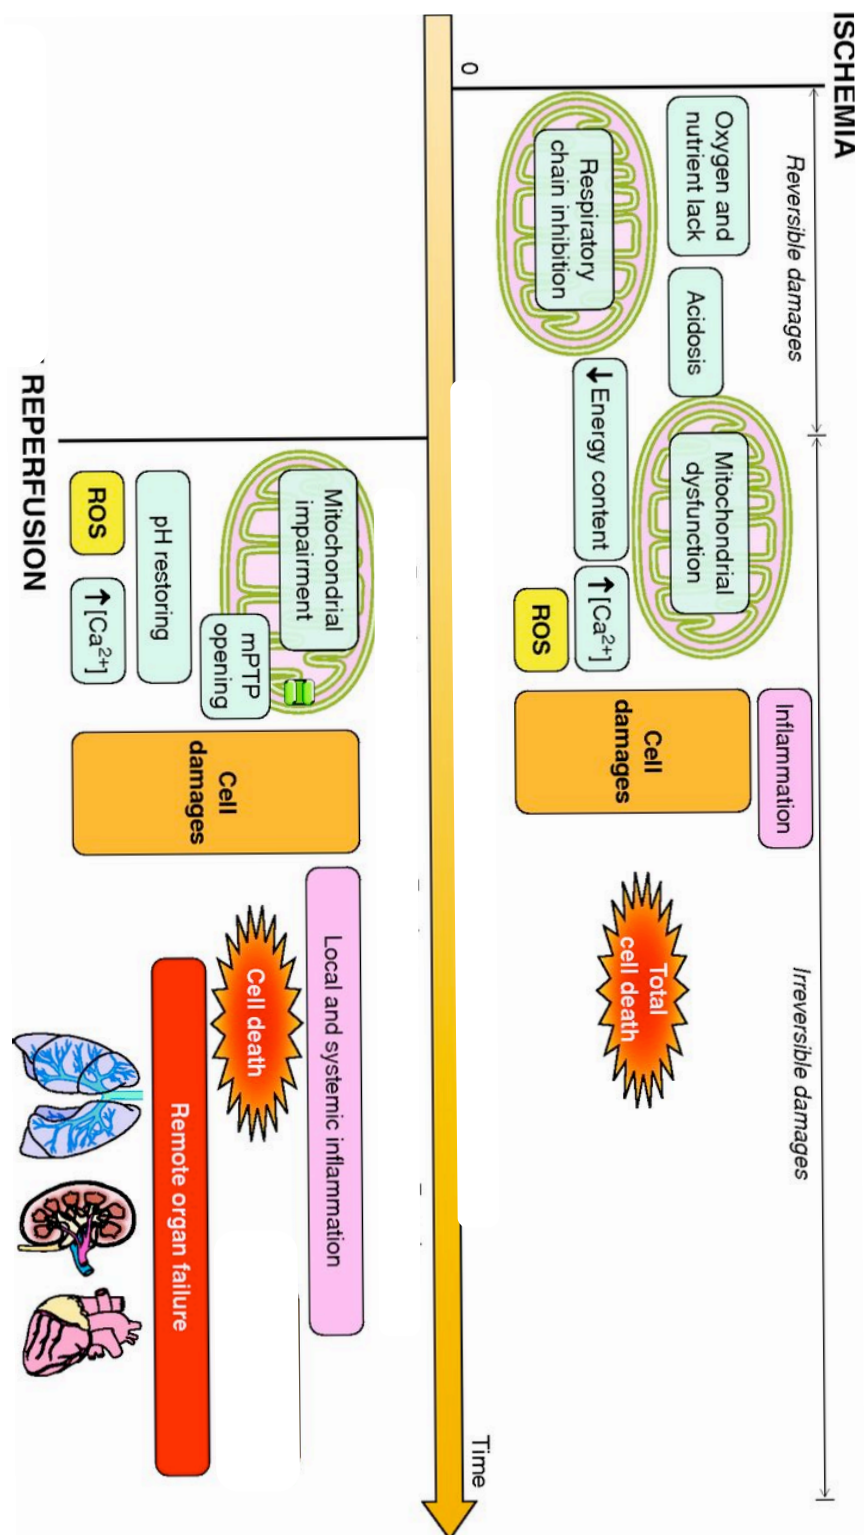 ISCHEMIA
Reversible damages
Irreversible damages
Oxygen and
nutrient lack
Acidosis
Mitochondrial
dysfunction
Inflammation
Respiratory
chain inhibition
↓Energy content
↑[Ca2+]
ROS
Cell
damages
Total
cell death
0
Time
REPERFUSION
Mitochondrial
impairment
mPTP
opening
pH restoring
ROS
↑[Ca2+]
Cell
damages
Local and systemic inflammation
Cell death
Remote organ failure